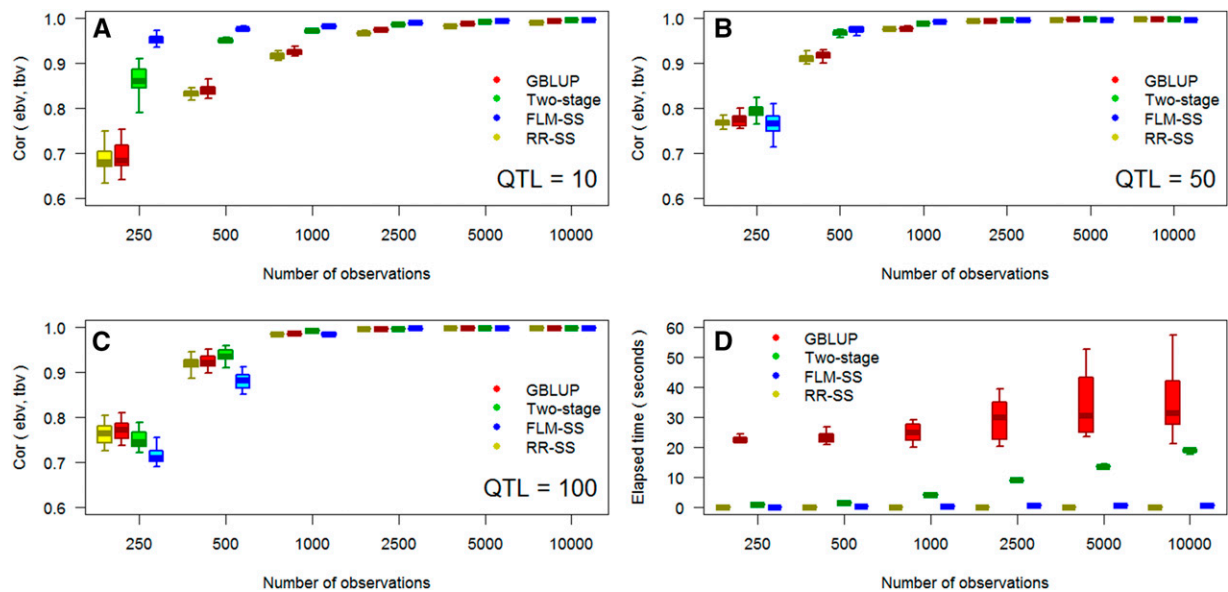 A
Cor ( ebv, tbv )
1.0
0.9
0.8
0.7
0.6
GBLUP
Two-stage
FLM-SS
RR-SS
QTL = 10
250 500 1000 2500 5000 10000
Number of observations
B
Cor ( ebv, tbv )
1.0
0.9
0.8
0.7
0.6
GBLUP
Two-stage
FLM-SS
RR-SS
QTL = 50
250 500 1000 2500 5000 10000
Number of observations
C
Cor ( ebv, tbv )
1.0
0.9
0.8
0.7
0.6
GBLUP
Two-stage
FLM-SS
RR-SS
QTL = 100
250 500 1000 2500 5000 10000
Number of observations
D
Elapsed time ( seconds )
60
50
40
30
20
10
0
GBLUP
Two-stage
FLM-SS
RR-SS
250 500 1000 2500 5000 10000
Number of observations